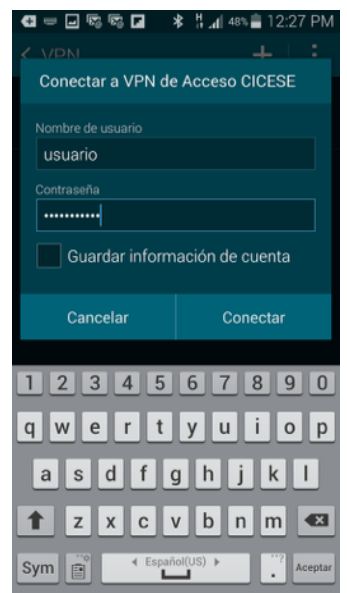 H 48% 12:27 PM
VPN
Conectar a VPN de Acceso CICESE
Nombre de usuario
usuario
Contraseña
•••••••••••
Guardar información de cuenta
Cancelar Conectar
1 2 3 4 5 6 7 8 9 0
q w e r t y u i o p
a s d f g h j k l
z x c v b n m
Sym Español(US) . ,? Aceptar